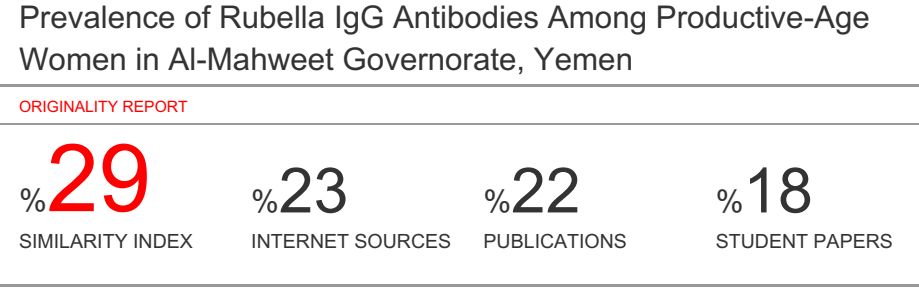 Prevalence of Rubella IgG Antibodies Among Productive-Age
Women in Al-Mahweet Governorate, Yemen
ORIGINALITY REPORT
%29
SIMILARITY INDEX
%23
INTERNET SOURCES
%22
PUBLICATIONS
%18
STUDENT PAPERS